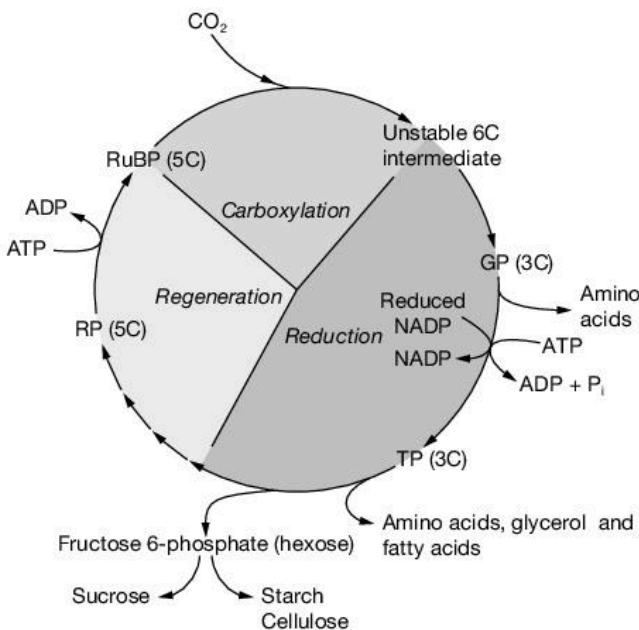 CO₂
Unstable 6C
intermediate
RuBP (5C)
Carboxylation
ADP
ATP
GP (3C)
Regeneration
Reduced
NADP
Amino
acids
RP (5C)
Reduction
NADP
ATP
ADP + Pᵢ
TP (3C)
Amino acids, glycerol and
fatty acids
Fructose 6-phosphate (hexose)
Sucrose
Starch
Cellulose